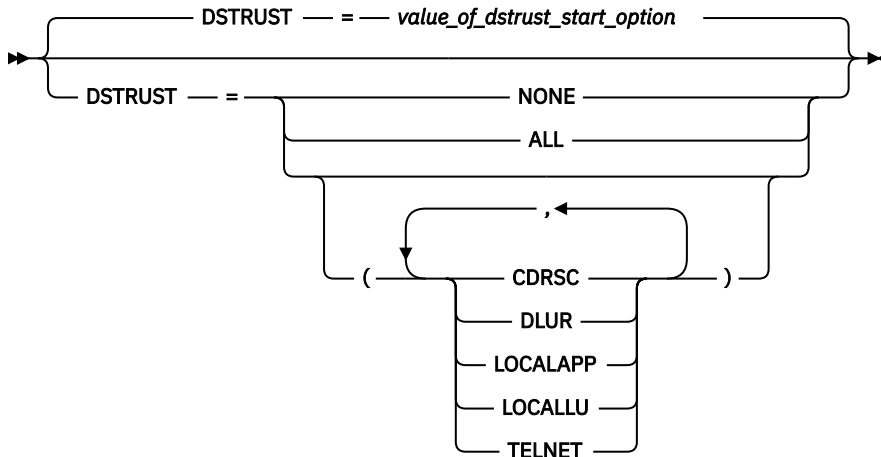 DSTRUST = value_of_dstrust_start_option
DSTRUST = NONE
ALL
,
( CDRSC )
DLUR
LOCALAPP
LOCALLU
TELNET